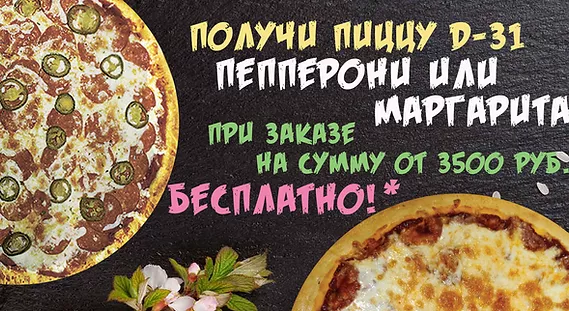 ПОЛУЧИ ПИЦЦУ D-31
ПЕППЕРОНИ ИЛИ
МАРГАРИТА
ПРИ ЗАКАЗЕ
НА СУММУ ОТ 3500 РУБ.
БЕСПЛАТНО!*